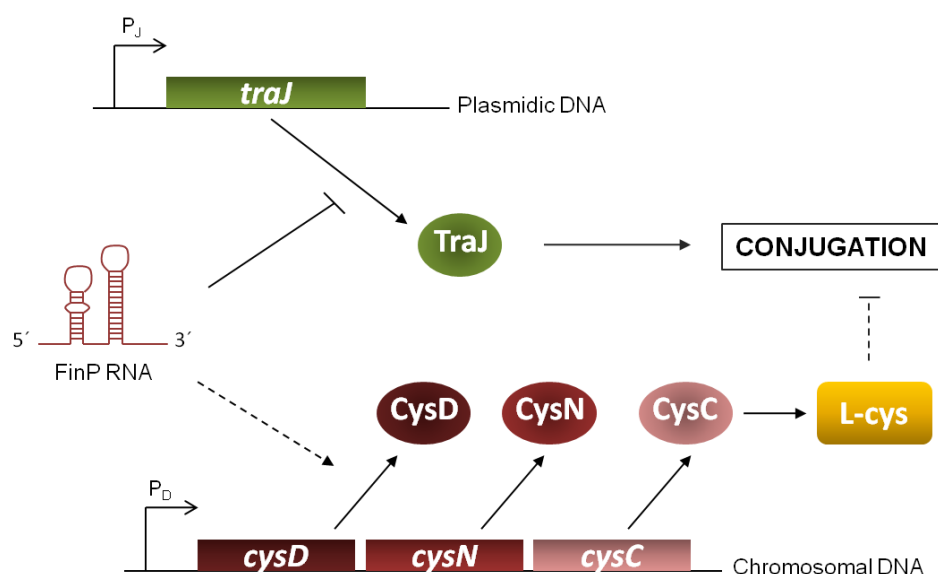 PJ
traJ
Plasmidic DNA
TraJ
CONJUGATION
5´
3´
FinP RNA
CysD
CysN
CysC
L-cys
PD
cysD
cysN
cysC
Chromosomal DNA